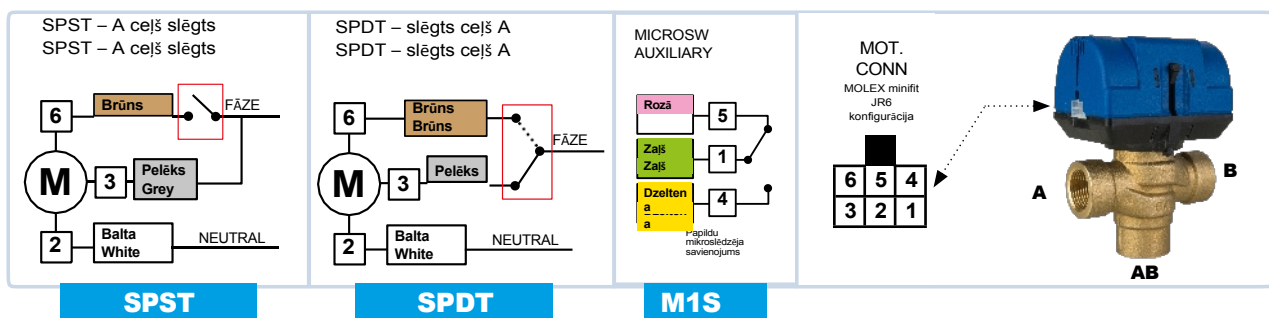 SPST – A ceļš slēgts
SPST – A ceļš slēgts
6
Brūns
FĀZE
M
3
Pelēks
Grey
2
Balta
White
NEUTRAL
SPST
SPDT – slēgts ceļš A
SPDT – slēgts ceļš A
6
Brūns
Brūns
FĀZE
M
3
Pelēks
2
Balta
White
NEUTRAL
SPDT
MICROSW
AUXILIARY
Rozā
5
Zaļš
Zaļš
1
Dzelten
a
a
4
Papildu
mikroslēdzēja
savienojums
M1S
MOT.
CONN
MOLEX minifit
JR6
konfigurācija
6 5 4
3 2 1
A
B
AB